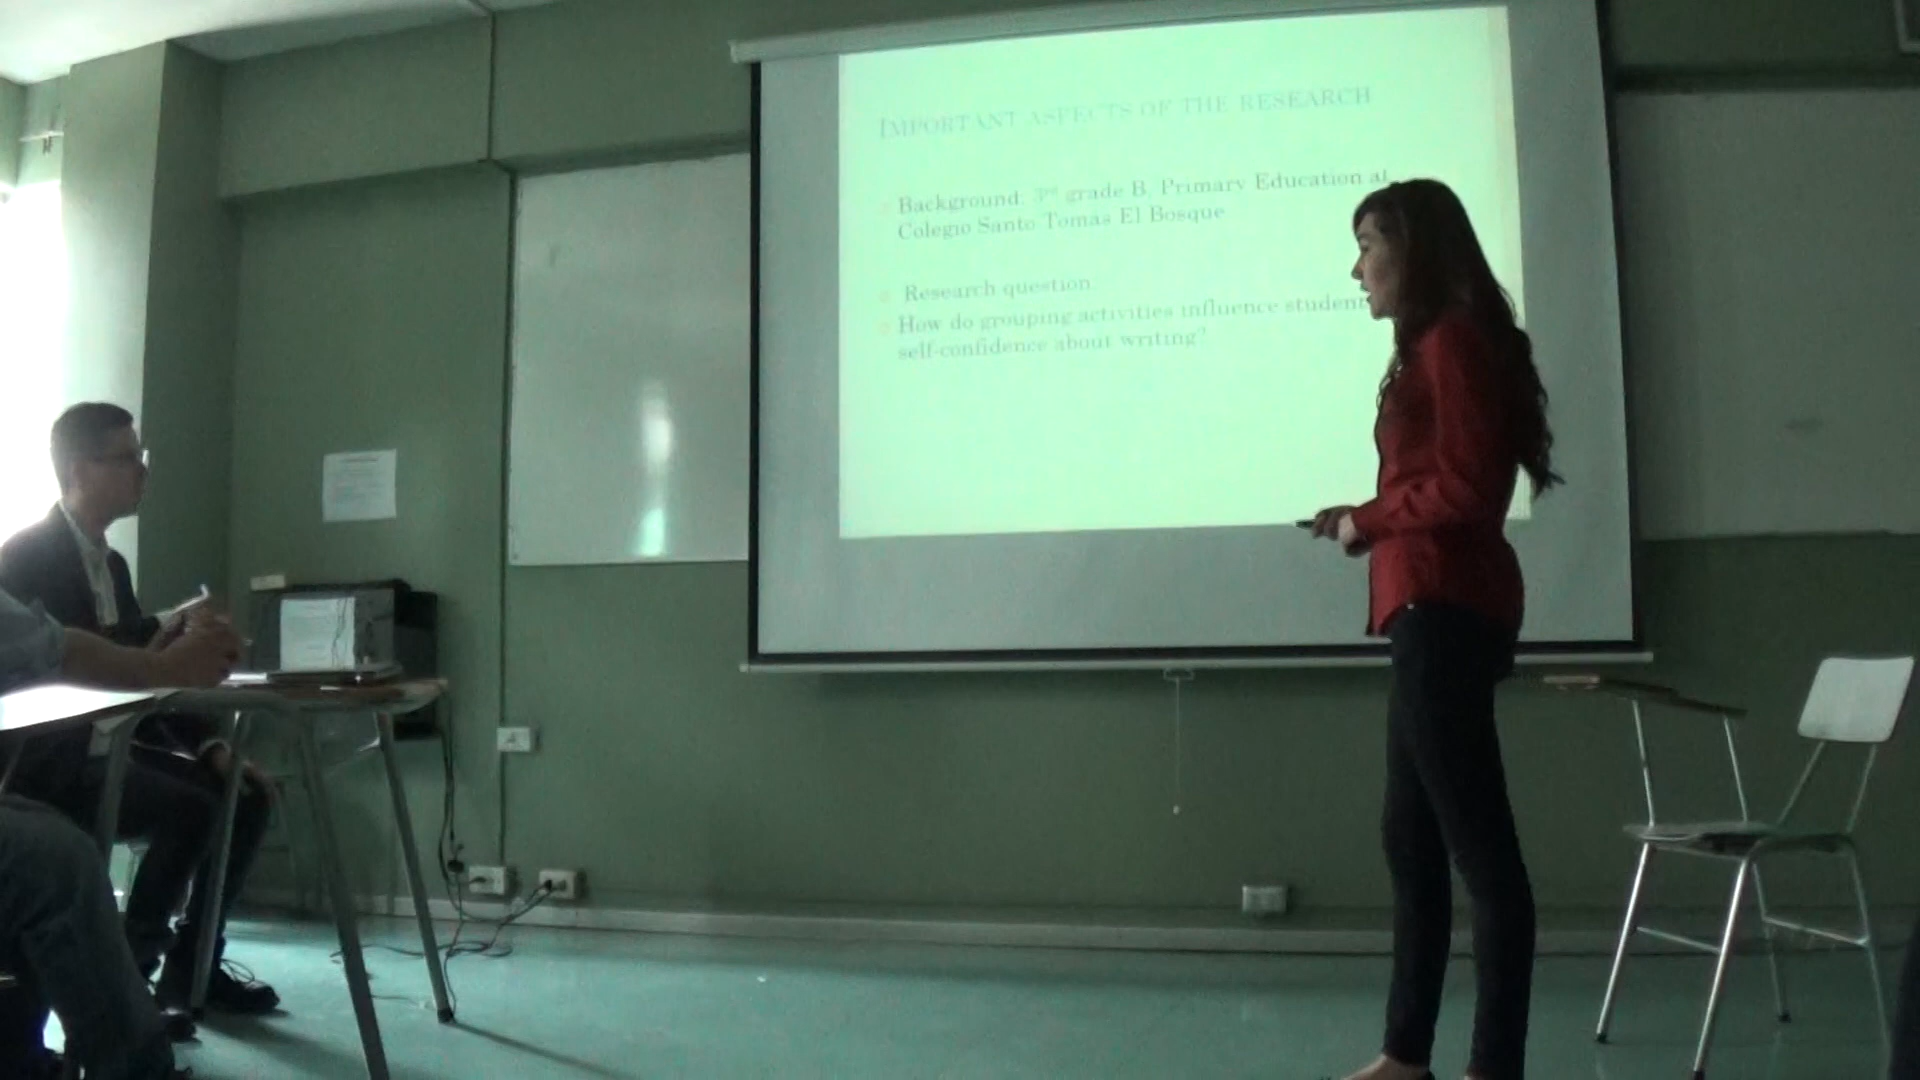 IMPORTANT ASPECTS OF THE RESEARCH
Background: 3rd grade B, Primary Education at
Colegio Santo Tomas El Bosque
Research question
How do grouping activities influence student
self-confidence about writing?